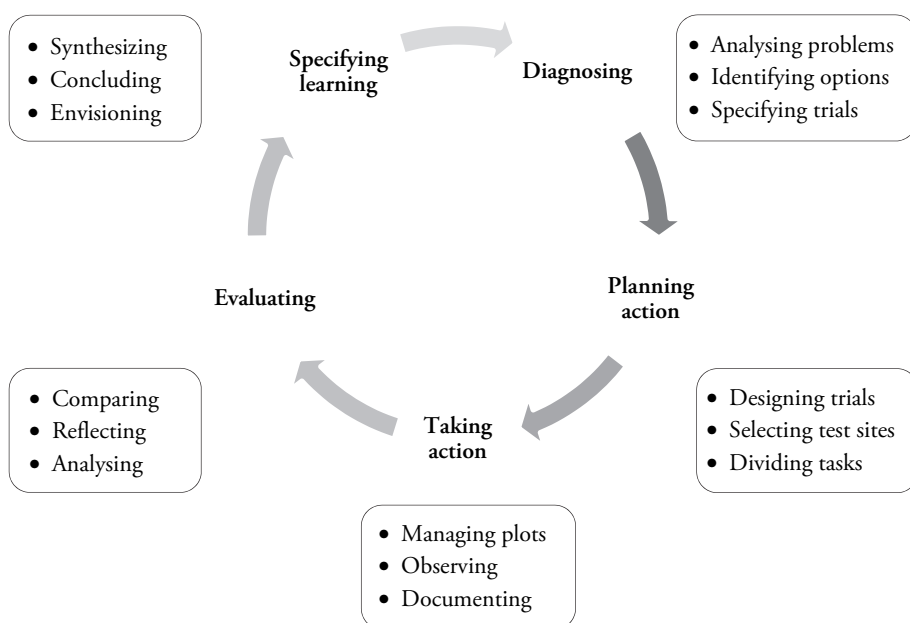 • Synthesizing
• Concluding
• Envisioning
Specifying
learning
Diagnosing
• Analysing problems
• Identifying options
• Specifying trials
Evaluating
Planning
action
• Comparing
• Reflecting
• Analysing
Taking
action
• Designing trials
• Selecting test sites
• Dividing tasks
• Managing plots
• Observing
• Documenting